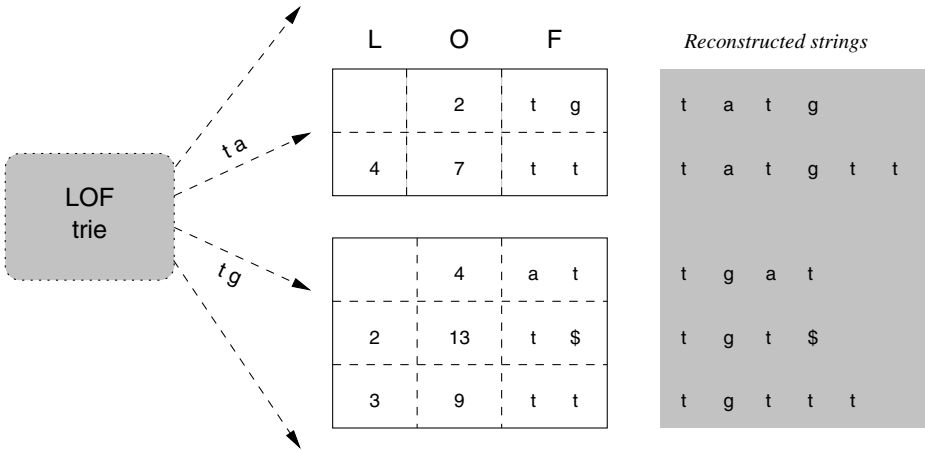 L O F Reconstructed strings
2 t g t a t g
t a
4 7 t t t a t g t t
LOF
trie
4 a t t g a t
t g
2 13 t $ t g t $
3 9 t t t g t t t